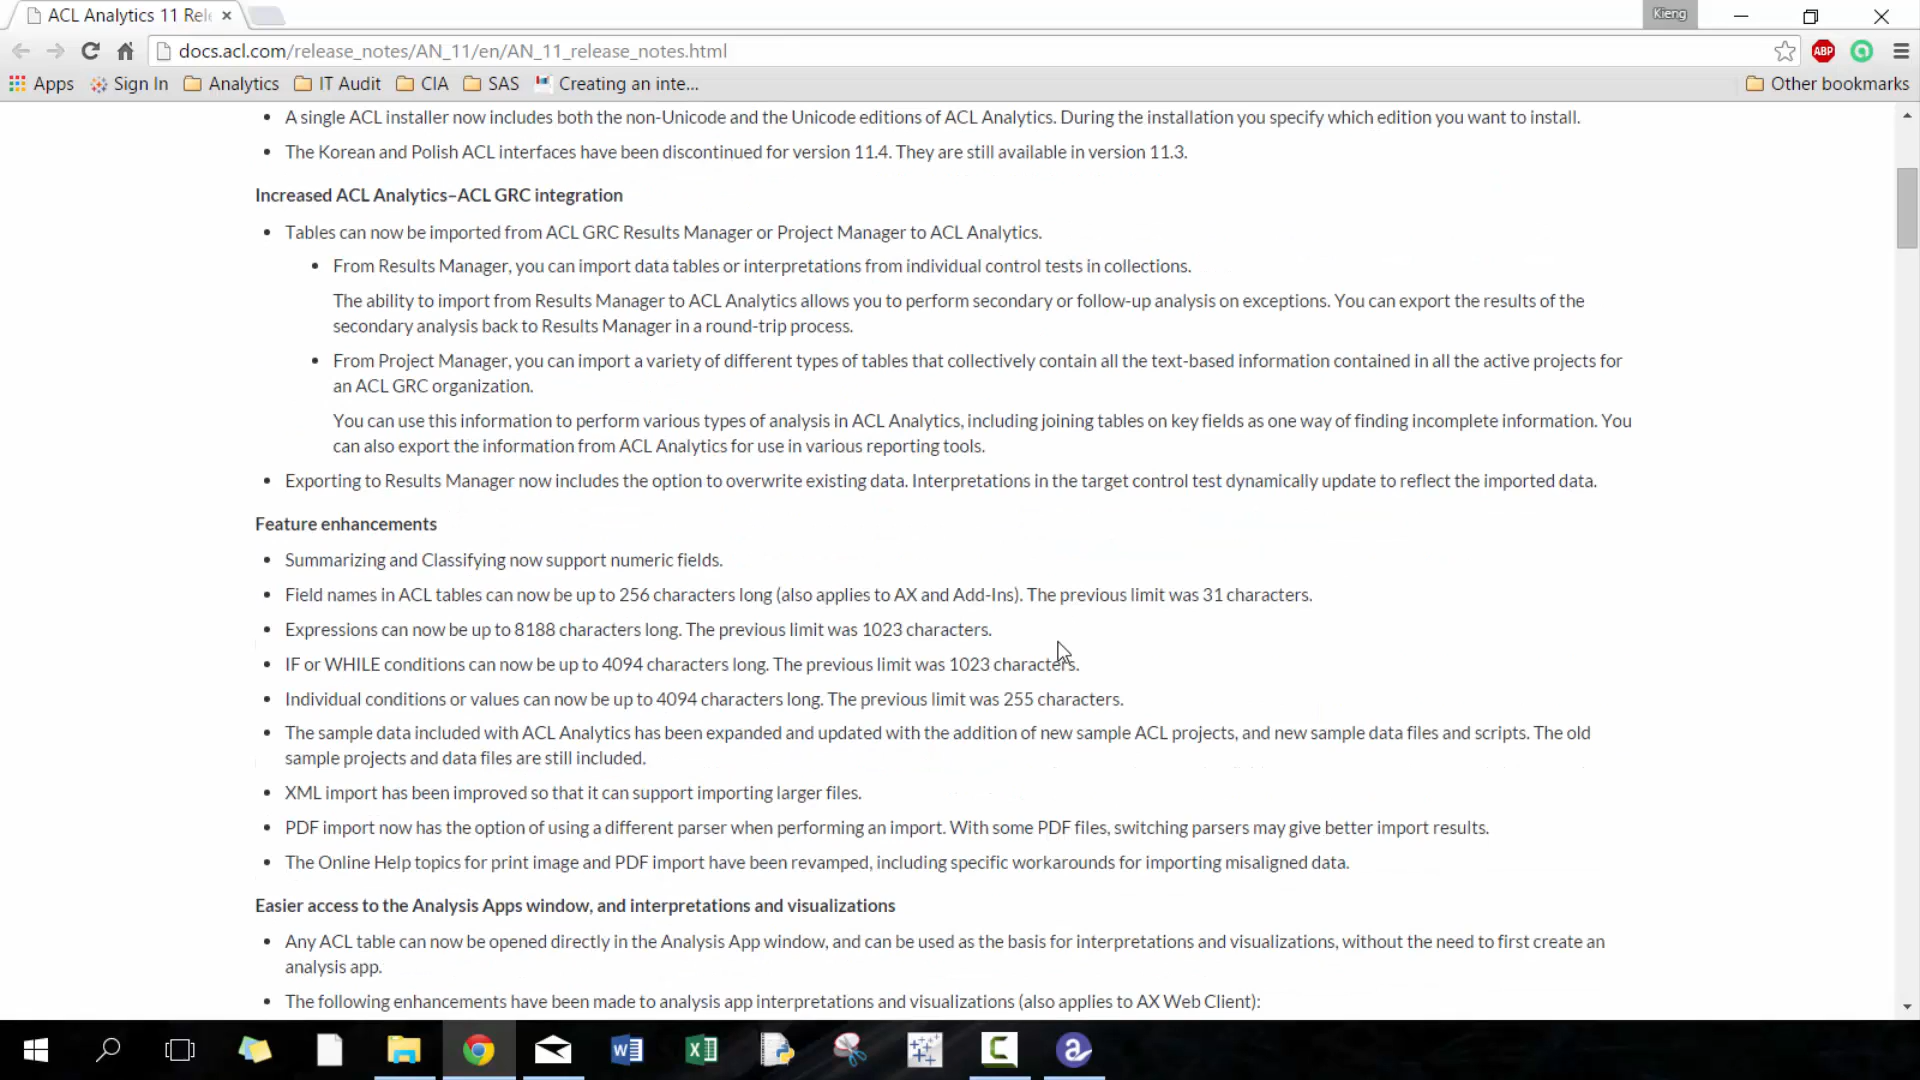 ACL Analytics 11 Rel
Kieng
docs.acl.com/release_notes/AN_11/en/AN_11_release_notes.html
ABP
Apps Sign In Analytics IT Audit CIA SAS Creating an inte... Other bookmarks
• A single ACL installer now includes both the non-Unicode and the Unicode editions of ACL Analytics. During the installation you specify which edition you want to install.
• The Korean and Polish ACL interfaces have been discontinued for version 11.4. They are still available in version 11.3.
Increased ACL Analytics–ACL GRC integration
• Tables can now be imported from ACL GRC Results Manager or Project Manager to ACL Analytics.
• From Results Manager, you can import data tables or interpretations from individual control tests in collections.
The ability to import from Results Manager to ACL Analytics allows you to perform secondary or follow-up analysis on exceptions. You can export the results of the
secondary analysis back to Results Manager in a round-trip process.
• From Project Manager, you can import a variety of different types of tables that collectively contain all the text-based information contained in all the active projects for
an ACL GRC organization.
You can use this information to perform various types of analysis in ACL Analytics, including joining tables on key fields as one way of finding incomplete information. You
can also export the information from ACL Analytics for use in various reporting tools.
• Exporting to Results Manager now includes the option to overwrite existing data. Interpretations in the target control test dynamically update to reflect the imported data.
Feature enhancements
• Summarizing and Classifying now support numeric fields.
• Field names in ACL tables can now be up to 256 characters long (also applies to AX and Add-Ins). The previous limit was 31 characters.
• Expressions can now be up to 8188 characters long. The previous limit was 1023 characters.
• IF or WHILE conditions can now be up to 4094 characters long. The previous limit was 1023 characters.
• Individual conditions or values can now be up to 4094 characters long. The previous limit was 255 characters.
• The sample data included with ACL Analytics has been expanded and updated with the addition of new sample ACL projects, and new sample data files and scripts. The old
sample projects and data files are still included.
• XML import has been improved so that it can support importing larger files.
• PDF import now has the option of using a different parser when performing an import. With some PDF files, switching parsers may give better import results.
• The Online Help topics for print image and PDF import have been revamped, including specific workarounds for importing misaligned data.
Easier access to the Analysis Apps window, and interpretations and visualizations
• Any ACL table can now be opened directly in the Analysis App window, and can be used as the basis for interpretations and visualizations, without the need to first create an
analysis app.
• The following enhancements have been made to analysis app interpretations and visualizations (also applies to AX Web Client):